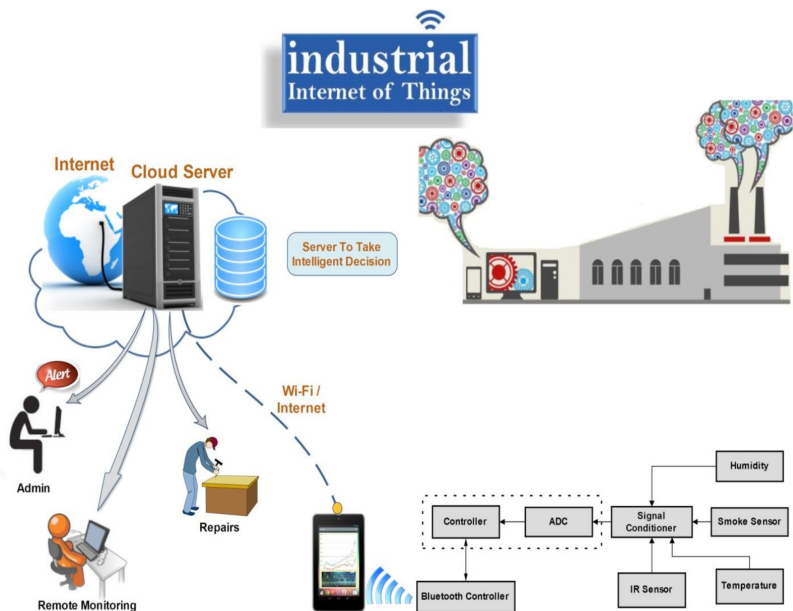 industrial
Internet of Things
Internet
Cloud Server
Server To Take
Intelligent Decision
Alert
Wi-Fi /
Internet
Admin
Repairs
Remote Monitoring
Humidity
Controller
ADC
Signal
Conditioner
Smoke Sensor
Bluetooth Controller
IR Sensor
Temperature